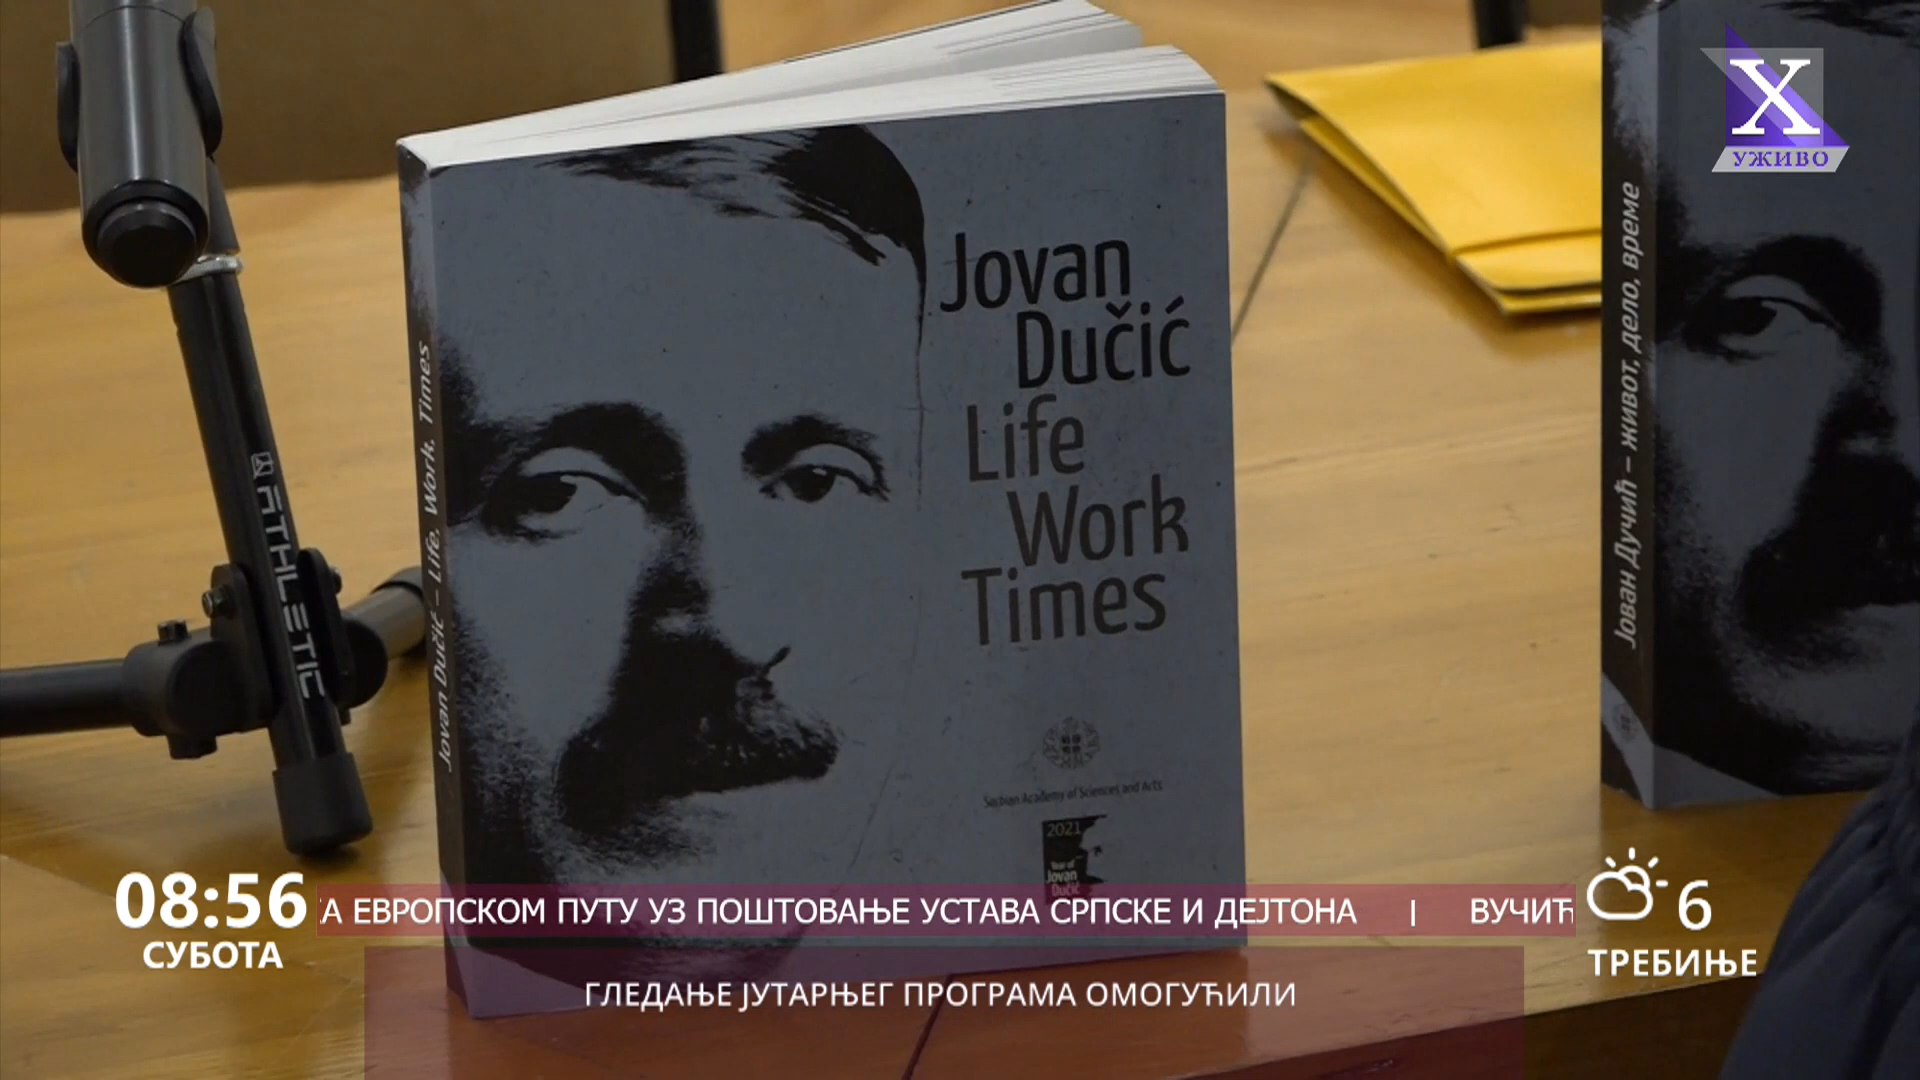 X
УЖИВО
Jovan
Dučić
Life
Work
Times
Serbian Academy of Sciences and Arts
2021
Year of
Jovan
Dučić
Jovan Dučić – Life. Work. Times
Јован Дучић – живот, дело, време
ATHLETIC
08:56
СУБОТА
КА ЕВРОПСКОМ ПУТУ УЗ ПОШТОВАЊЕ УСТАВА СРПСКЕ И ДЕЈТОНА | ВУЧИЋ
6
ТРЕБИЊЕ
ГЛЕДАЊЕ ЈУТАРЊЕГ ПРОГРАМА ОМОГУЋИЛИ